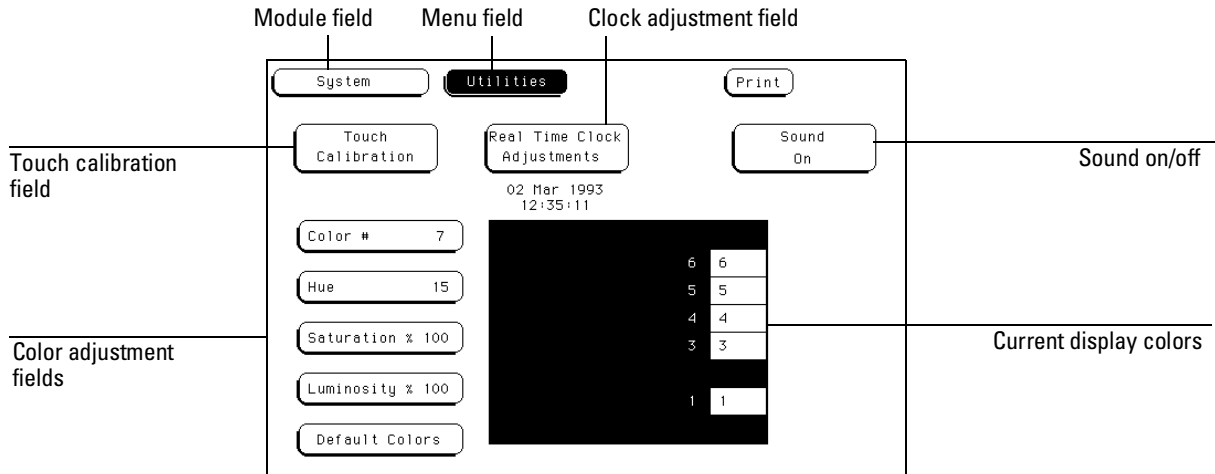 Module field
Menu field
Clock adjustment field
System
Utilities
Print
Touch
Calibration
Real Time Clock
Adjustments
Sound
On
Touch calibration
field
Sound on/off
02 Mar 1993
12:35:11
Color # 7
6 6
Hue 15
5 5
4 4
Saturation % 100
3 3
Color adjustment
fields
Current display colors
Luminosity % 100
1 1
Default Colors